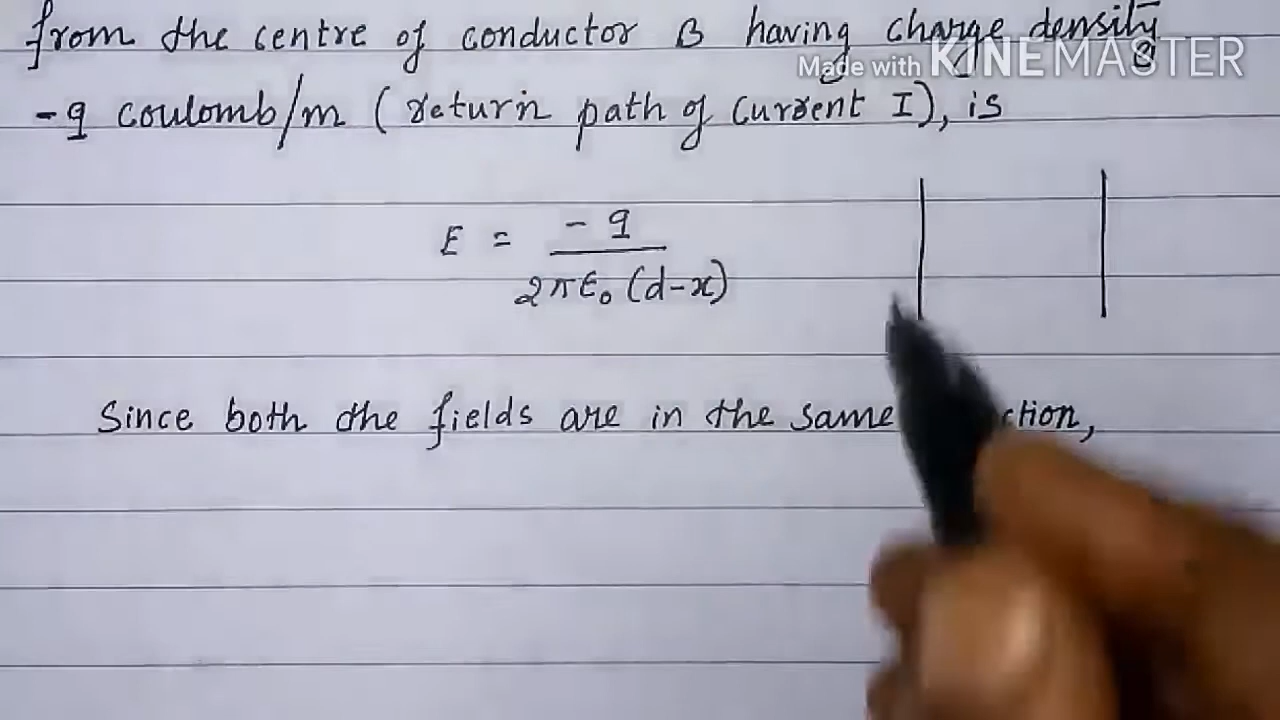 from the centre of conductor B having charge density
Made with KINEMASTER
-q coulomb/m (return path of current I), is
E = -q / 2πε₀ (d-x)
Since both the fields are in the same ction,